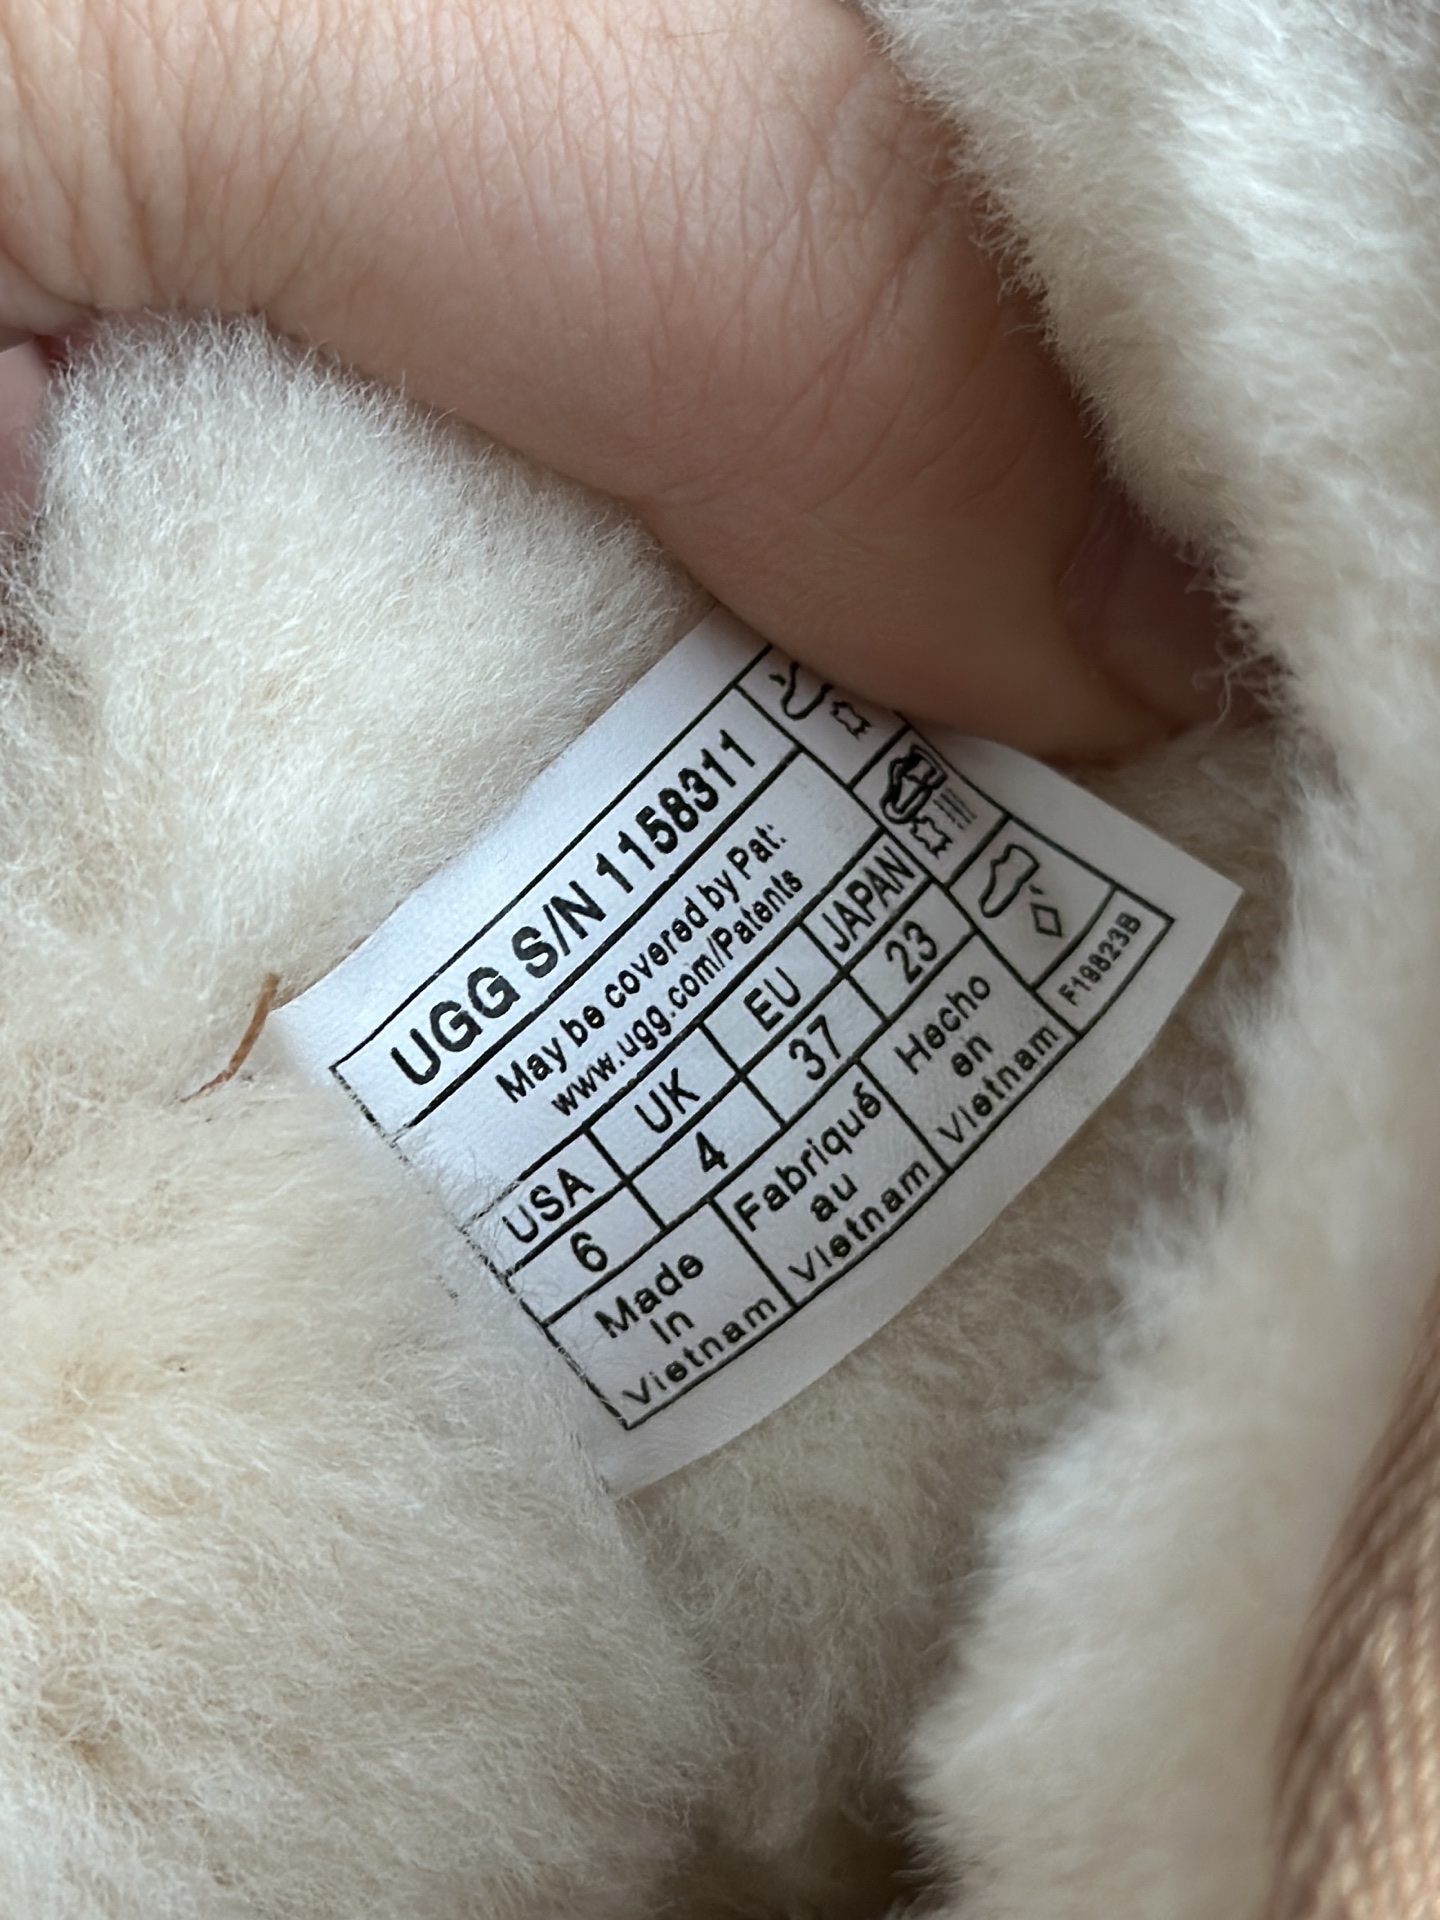 UGG S/N 1158311
May be covered by Pat:
www.ugg.com/Patents
USA UK EU JAPAN
6 4 37 23
Made
In
Vietnam
Fabriqué
au
Vietnam
Hecho
en
Vietnam
F19823B